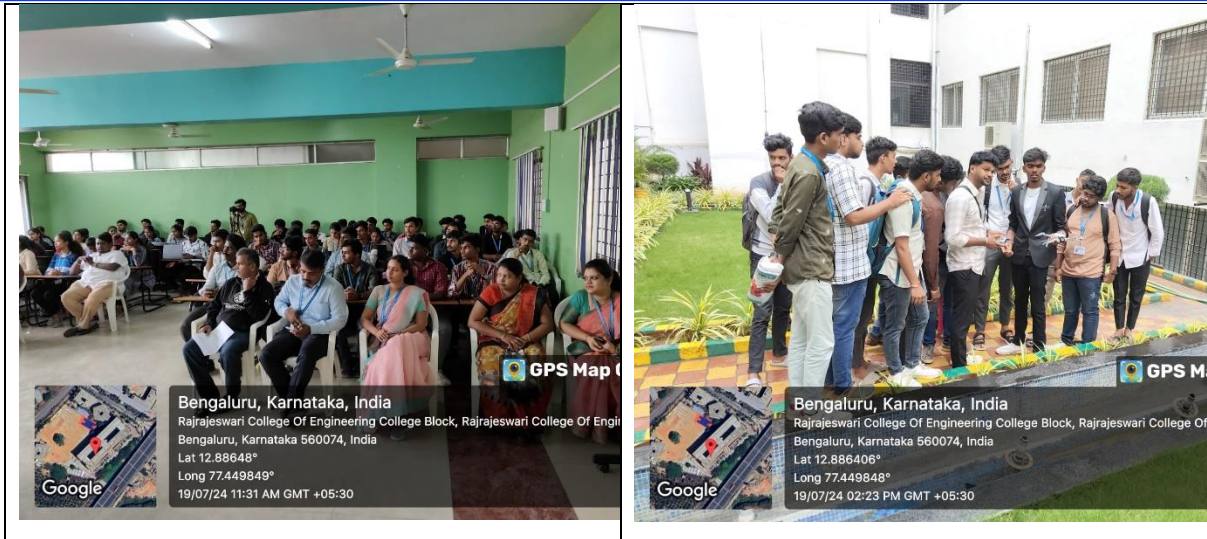 GPS Map
Bengaluru, Karnataka, India
Rajrajeswari College Of Engineering College Block, Rajrajeswari College Of
Bengaluru, Karnataka 560074, India
Lat 12.88648°
Long 77.449849°
19/07/24 11:31 AM GMT +05:30
Google
GPS
Bengaluru, Karnataka, India
Rajrajeswari College Of Engineering College Block, Rajrajeswari College Of
Bengaluru, Karnataka 560074, India
Lat 12.886406°
Long 77.449848°
19/07/24 02:23 PM GMT +05:30
Google